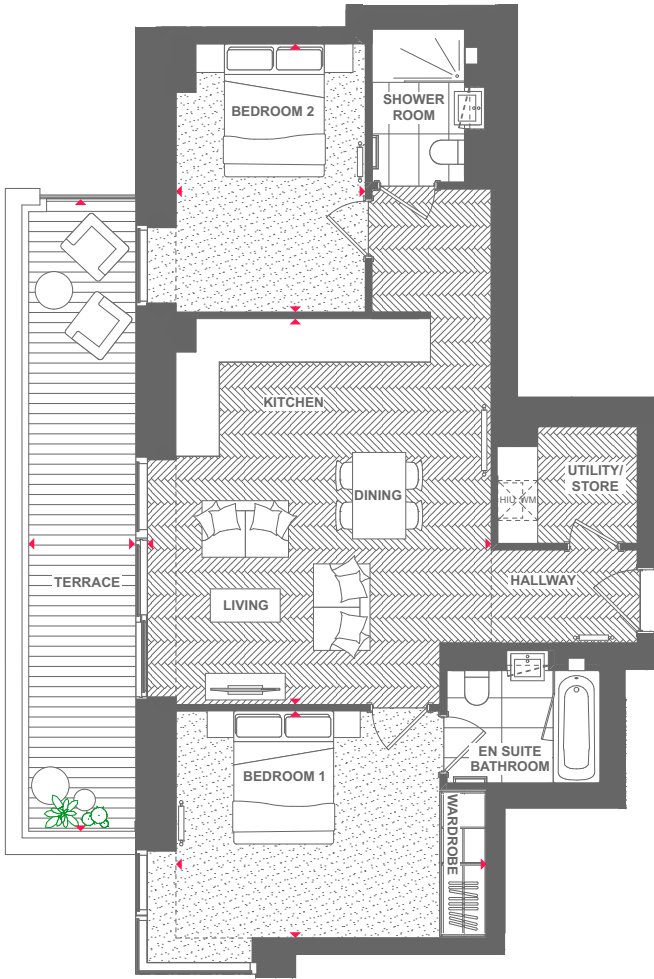 BEDROOM 2
SHOWER
ROOM
KITCHEN
DINING
UTILITY/
STORE
HIU
WM
TERRACE
LIVING
HALLWAY
BEDROOM 1
EN SUITE
BATHROOM
WARDROBE